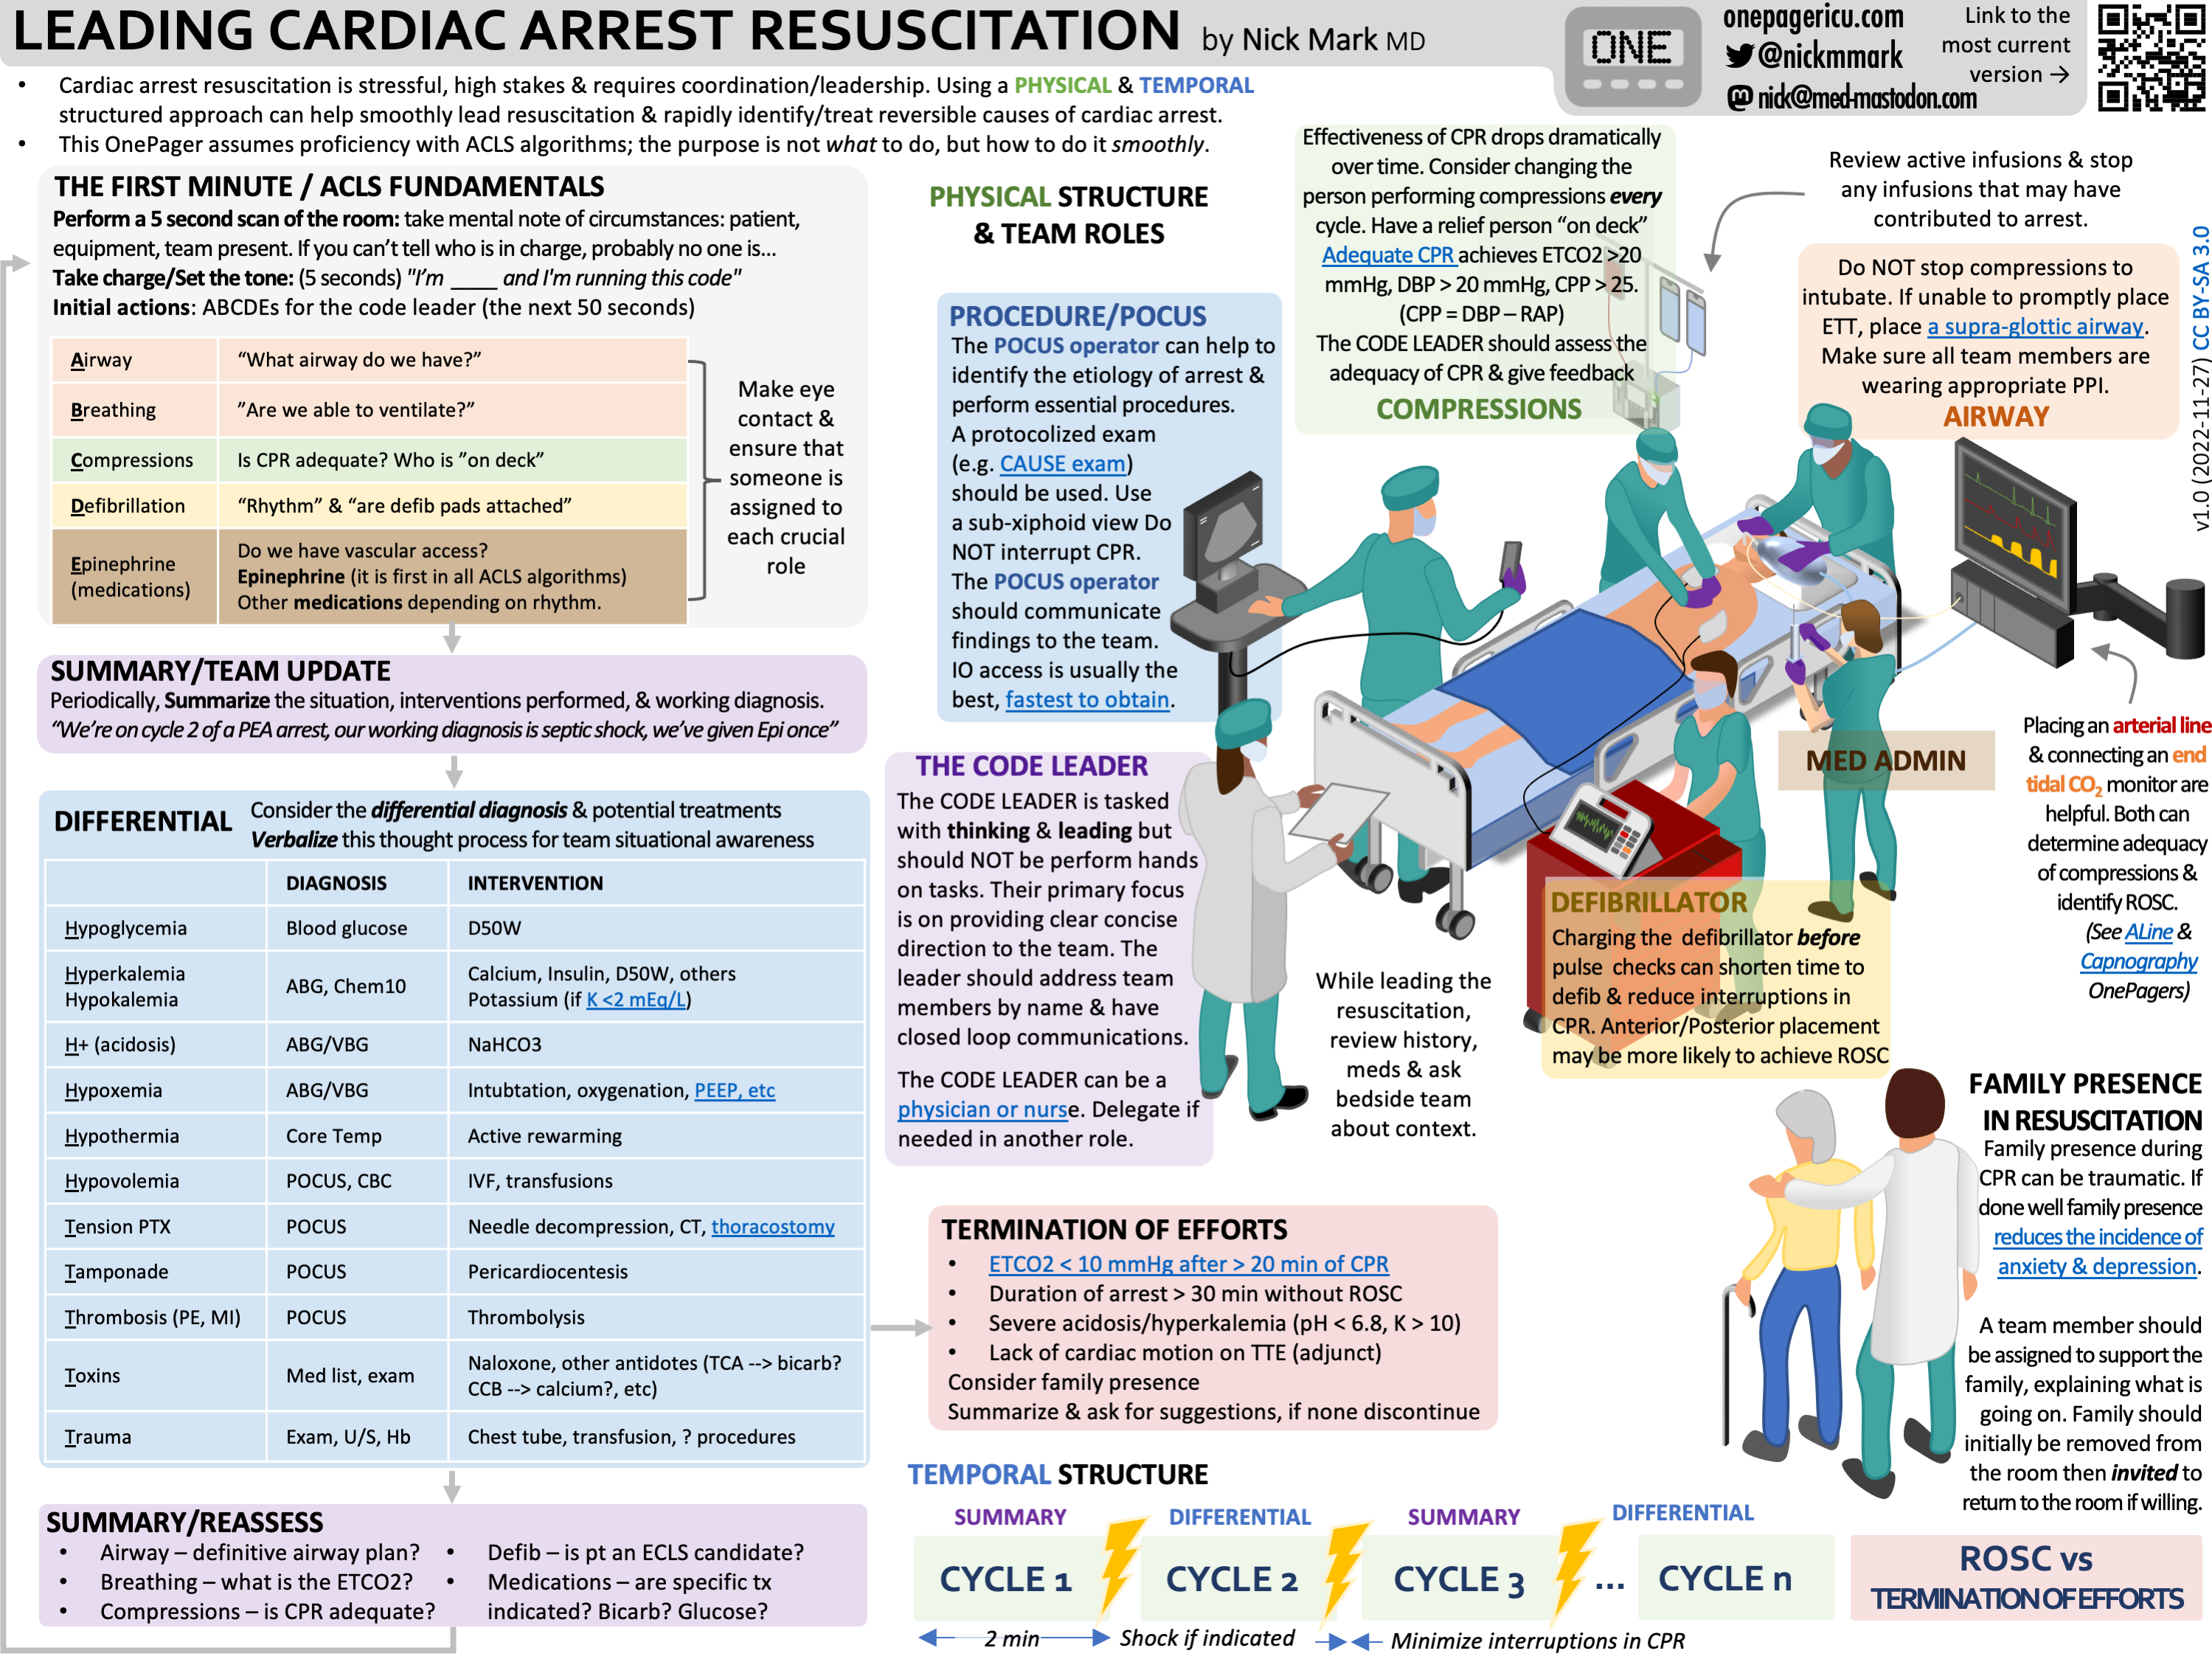 LEADING CARDIAC ARREST RESUSCITATION by Nick Mark MD
ONE
onepagericu.com
@nickmmark
nick@med-mastodon.com
Link to the
most current
version →
• Cardiac arrest resuscitation is stressful, high stakes & requires coordination/leadership. Using a PHYSICAL & TEMPORAL
structured approach can help smoothly lead resuscitation & rapidly identify/treat reversible causes of cardiac arrest.
• This OnePager assumes proficiency with ACLS algorithms; the purpose is not what to do, but how to do it smoothly.
THE FIRST MINUTE / ACLS FUNDAMENTALS
Perform a 5 second scan of the room: take mental note of circumstances: patient,
equipment, team present. If you can't tell who is in charge, probably no one is...
Take charge/Set the tone: (5 seconds) "I'm ____ and I'm running this code"
Initial actions: ABCDEs for the code leader (the next 50 seconds)
Airway “What airway do we have?”
Breathing ”Are we able to ventilate?”
Compressions Is CPR adequate? Who is ”on deck”
Defibrillation “Rhythm” & “are defib pads attached”
Epinephrine
(medications)
Do we have vascular access?
Epinephrine (it is first in all ACLS algorithms)
Other medications depending on rhythm.
Make eye
contact &
ensure that
someone is
assigned to
each crucial
role
SUMMARY/TEAM UPDATE
Periodically, Summarize the situation, interventions performed, & working diagnosis.
“We're on cycle 2 of a PEA arrest, our working diagnosis is septic shock, we've given Epi once”
DIFFERENTIAL
Consider the differential diagnosis & potential treatments
Verbalize this thought process for team situational awareness
DIAGNOSIS INTERVENTION
Hypoglycemia Blood glucose D50W
Hyperkalemia
Hypokalemia
ABG, Chem10
Calcium, Insulin, D50W, others
Potassium (if K <2 mEq/L)
H+ (acidosis) ABG/VBG NaHCO3
Hypoxemia ABG/VBG Intubtation, oxygenation, PEEP, etc
Hypothermia Core Temp Active rewarming
Hypovolemia POCUS, CBC IVF, transfusions
Tension PTX POCUS Needle decompression, CT, thoracostomy
Tamponade POCUS Pericardiocentesis
Thrombosis (PE, MI) POCUS Thrombolysis
Toxins Med list, exam
Naloxone, other antidotes (TCA --> bicarb?
CCB --> calcium?, etc)
Trauma Exam, U/S, Hb Chest tube, transfusion, ? procedures
SUMMARY/REASSESS
• Airway – definitive airway plan?
• Breathing – what is the ETCO2?
• Compressions – is CPR adequate?
• Defib – is pt an ECLS candidate?
• Medications – are specific tx
indicated? Bicarb? Glucose?
PHYSICAL STRUCTURE
& TEAM ROLES
PROCEDURE/POCUS
The POCUS operator can help to
identify the etiology of arrest &
perform essential procedures.
A protocolized exam
(e.g. CAUSE exam)
should be used. Use
a sub-xiphoid view Do
NOT interrupt CPR.
The POCUS operator
should communicate
findings to the team.
IO access is usually the
best, fastest to obtain.
Effectiveness of CPR drops dramatically
over time. Consider changing the
person performing compressions every
cycle. Have a relief person “on deck”
Adequate CPR achieves ETCO2 >20
mmHg, DBP > 20 mmHg, CPP > 25.
(CPP = DBP – RAP)
The CODE LEADER should assess the
adequacy of CPR & give feedback
COMPRESSIONS
Review active infusions & stop
any infusions that may have
contributed to arrest.
Do NOT stop compressions to
intubate. If unable to promptly place
ETT, place a supra-glottic airway.
Make sure all team members are
wearing appropriate PPI.
AIRWAY
v1.0 (2022-11-27) CC BY-SA 3.0
THE CODE LEADER
The CODE LEADER is tasked
with thinking & leading but
should NOT be perform hands
on tasks. Their primary focus
is on providing clear concise
direction to the team. The
leader should address team
members by name & have
closed loop communications.
The CODE LEADER can be a
physician or nurse. Delegate if
needed in another role.
While leading the
resuscitation,
review history,
meds & ask
bedside team
about context.
MED ADMIN
DEFIBRILLATOR
Charging the defibrillator before
pulse checks can shorten time to
defib & reduce interruptions in
CPR. Anterior/Posterior placement
may be more likely to achieve ROSC
Placing an arterial line
& connecting an end
tidal CO2 monitor are
helpful. Both can
determine adequacy
of compressions &
identify ROSC.
(See ALine &
Capnography
OnePagers)
FAMILY PRESENCE
IN RESUSCITATION
Family presence during
CPR can be traumatic. If
done well family presence
reduces the incidence of
anxiety & depression.
A team member should
be assigned to support the
family, explaining what is
going on. Family should
initially be removed from
the room then invited to
return to the room if willing.
TERMINATION OF EFFORTS
• ETCO2 < 10 mmHg after > 20 min of CPR
• Duration of arrest > 30 min without ROSC
• Severe acidosis/hyperkalemia (pH < 6.8, K > 10)
• Lack of cardiac motion on TTE (adjunct)
Consider family presence
Summarize & ask for suggestions, if none discontinue
TEMPORAL STRUCTURE
SUMMARY DIFFERENTIAL SUMMARY DIFFERENTIAL
CYCLE 1 CYCLE 2 CYCLE 3 ... CYCLE n
ROSC vs
TERMINATION OF EFFORTS
2 min Shock if indicated Minimize interruptions in CPR